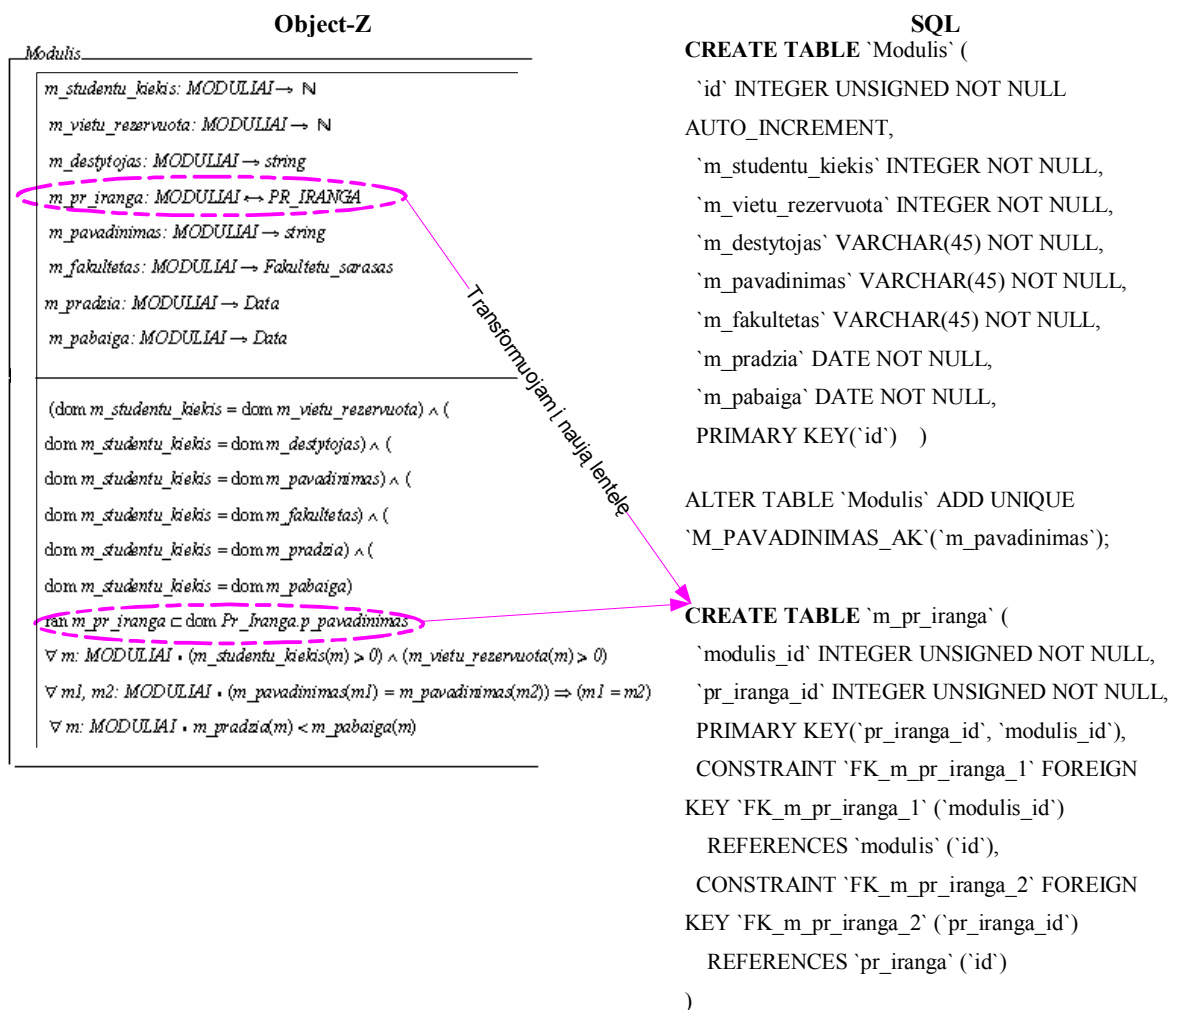 Object-Z
Modulis
m_studentu_kiekis: MODULIAI → ℕ
m_vietu_rezervuota: MODULIAI → ℕ
m_destytojas: MODULIAI → string
m_pr_iranga: MODULIAI ↔ PR_IRANGA
m_pavadinimas: MODULIAI → string
m_fakultetas: MODULIAI → Fakultetu_sarasas
m_pradzia: MODULIAI → Data
m_pabaiga: MODULIAI → Data
(dom m_studentu_kiekis = dom m_vietu_rezervuota) ∧ (
dom m_studentu_kiekis = dom m_destytojas) ∧ (
dom m_studentu_kiekis = dom m_pavadinimas) ∧ (
dom m_studentu_kiekis = dom m_fakultetas) ∧ (
dom m_studentu_kiekis = dom m_pradzia) ∧ (
dom m_studentu_kiekis = dom m_pabaiga)
ran m_pr_iranga ⊂ dom Pr_Iranga.p_pavadinimas
∀ m: MODULIAI • (m_studentu_kiekis(m) > 0) ∧ (m_vietu_rezervuota(m) > 0)
∀ m1, m2: MODULIAI • (m_pavadinimas(m1) = m_pavadinimas(m2)) ⇒ (m1 = m2)
∀ m: MODULIAI • m_pradzia(m) < m_pabaiga(m)
Transformuojam į naują lentelę
SQL
CREATE TABLE `Modulis` (
`id` INTEGER UNSIGNED NOT NULL
AUTO_INCREMENT,
`m_studentu_kiekis` INTEGER NOT NULL,
`m_vietu_rezervuota` INTEGER NOT NULL,
`m_destytojas` VARCHAR(45) NOT NULL,
`m_pavadinimas` VARCHAR(45) NOT NULL,
`m_fakultetas` VARCHAR(45) NOT NULL,
`m_pradzia` DATE NOT NULL,
`m_pabaiga` DATE NOT NULL,
PRIMARY KEY(`id`) )
ALTER TABLE `Modulis` ADD UNIQUE
`M_PAVADINIMAS_AK`(`m_pavadinimas`);
CREATE TABLE `m_pr_iranga` (
`modulis_id` INTEGER UNSIGNED NOT NULL,
`pr_iranga_id` INTEGER UNSIGNED NOT NULL,
PRIMARY KEY(`pr_iranga_id`, `modulis_id`),
CONSTRAINT `FK_m_pr_iranga_1` FOREIGN
KEY `FK_m_pr_iranga_1` (`modulis_id`)
REFERENCES `modulis` (`id`),
CONSTRAINT `FK_m_pr_iranga_2` FOREIGN
KEY `FK_m_pr_iranga_2` (`pr_iranga_id`)
REFERENCES `pr_iranga` (`id`)
)